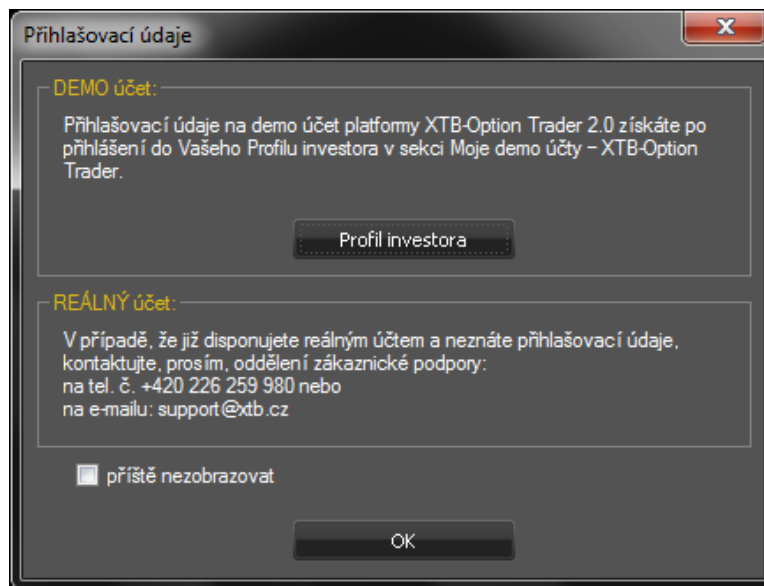 Přihlašovací údaje
DEMO účet:
Přihlašovací údaje na demo účet platformy XTB-Option Trader 2.0 získáte po
přihlášení do Vašeho Profilu investora v sekci Moje demo účty – XTB-Option
Trader.
Profil investora
REÁLNÝ účet:
V případě, že již disponujete reálným účtem a neznáte přihlašovací údaje,
kontaktujte, prosím, oddělení zákaznické podpory:
na tel. č. +420 226 259 980 nebo
na e-mailu: support@xtb.cz
příště nezobrazovat
OK